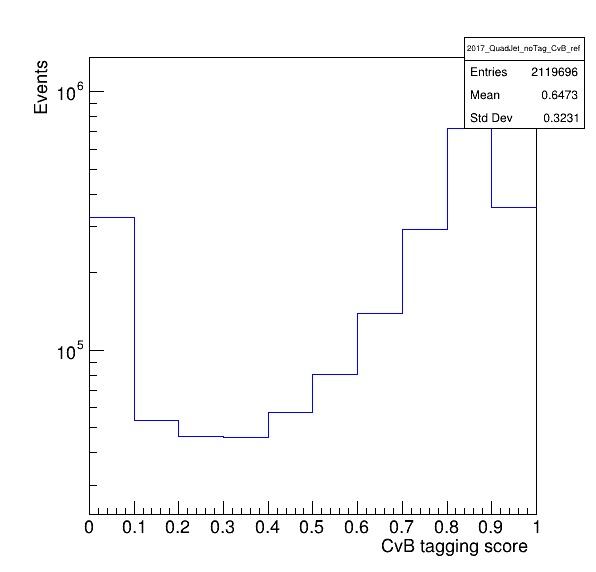 2017_QuadJet_noTag_CvB_ref
Entries 2119696
Mean 0.6473
Std Dev 0.3231
Events
10^6
10^5
0 0.1 0.2 0.3 0.4 0.5 0.6 0.7 0.8 0.9 1
CvB tagging score